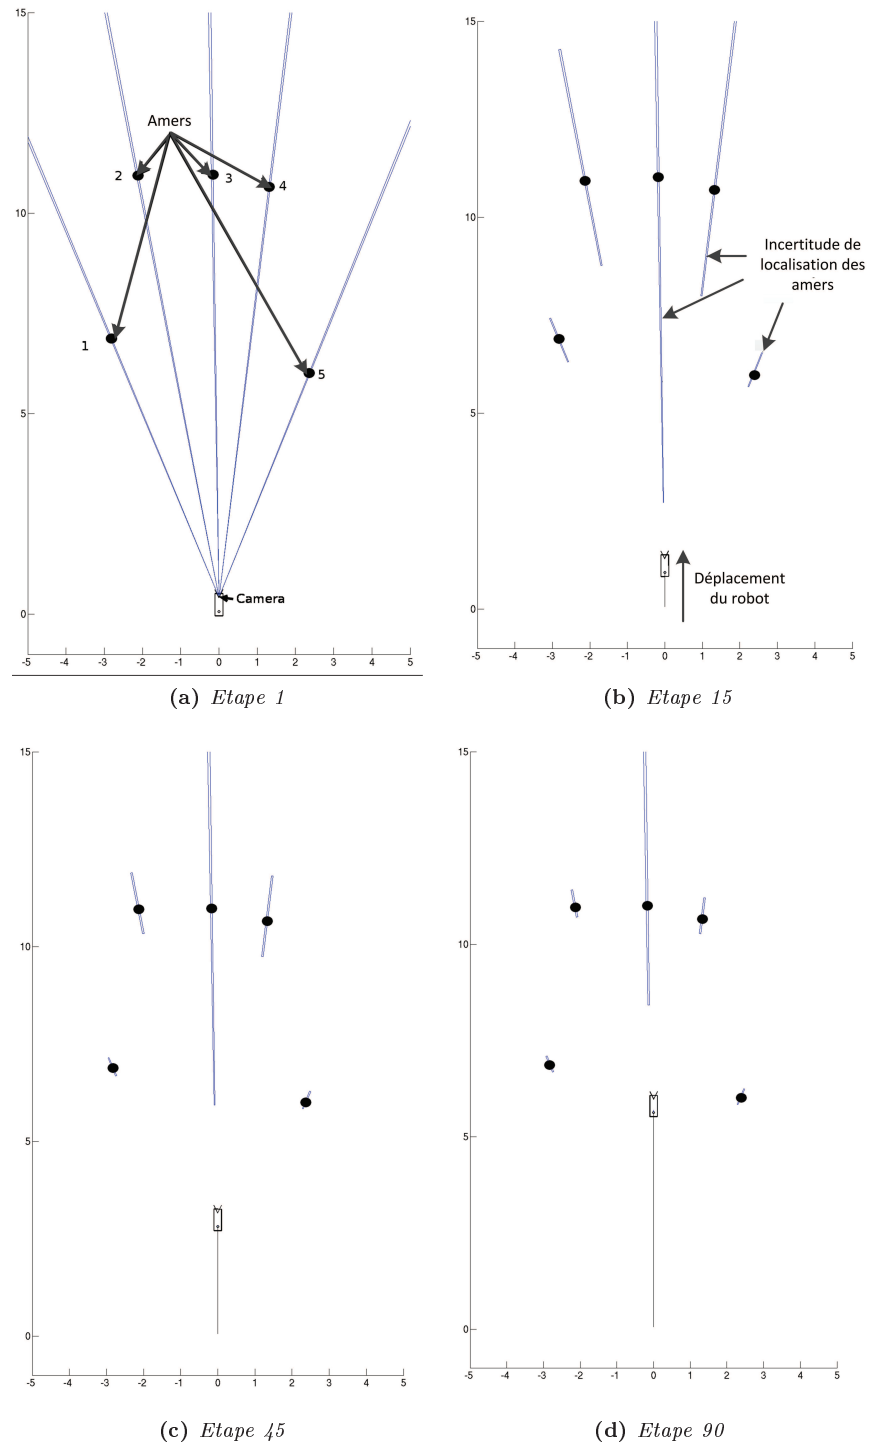 15
10
5
0
-5 -4 -3 -2 -1 0 1 2 3 4 5
Amers
2
3
4
1
5
Camera
(a) Etape 1
15
10
5
0
-5 -4 -3 -2 -1 0 1 2 3 4 5
Incertitude de
localisation des
amers
Déplacement
du robot
(b) Etape 15
15
10
5
0
-5 -4 -3 -2 -1 0 1 2 3 4 5
(c) Etape 45
15
10
5
0
-5 -4 -3 -2 -1 0 1 2 3 4 5
(d) Etape 90